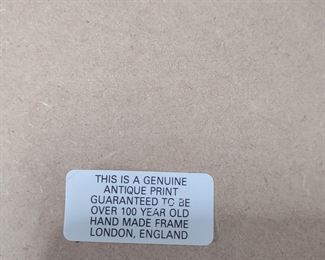 THIS IS A GENUINE
ANTIQUE PRINT
GUARANTEED TO BE
OVER 100 YEAR OLD
HAND MADE FRAME
LONDON, ENGLAND